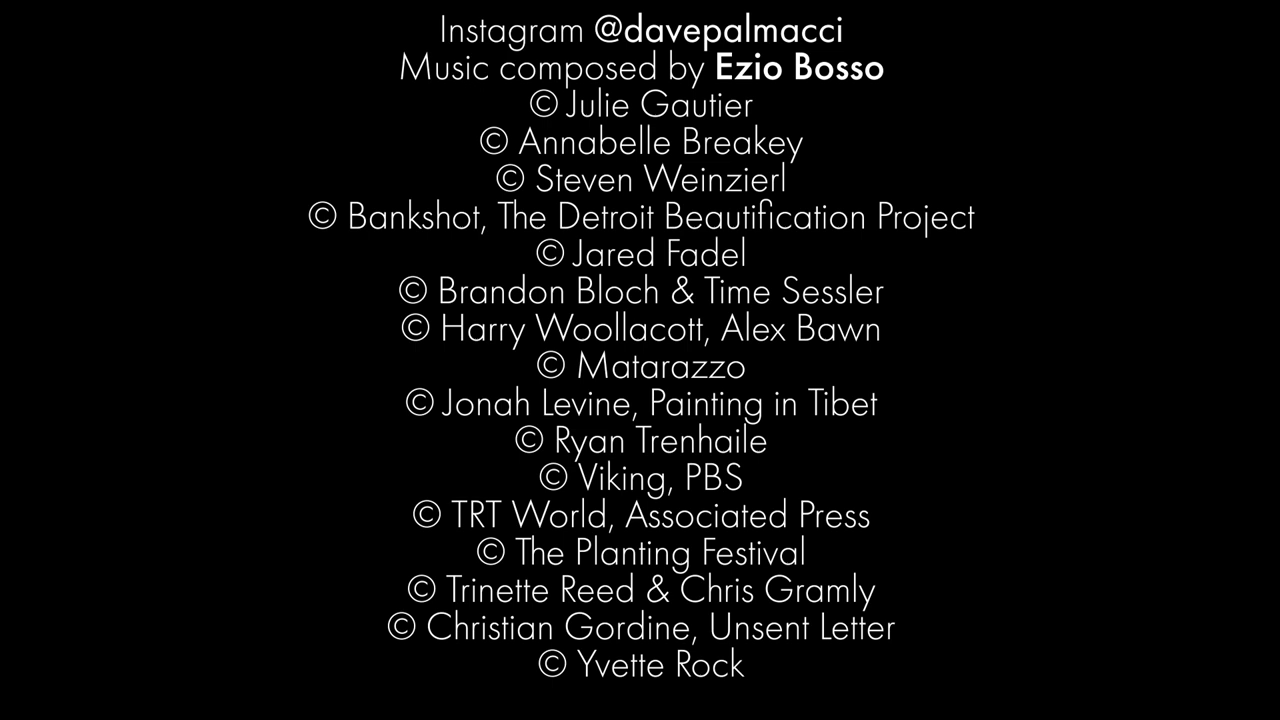 Instagram @davepalmacci
Music composed by Ezio Bosso
© Julie Gautier
© Annabelle Breakey
© Steven Weinzierl
© Bankshot, The Detroit Beautification Project
© Jared Fadel
© Brandon Bloch & Time Sessler
© Harry Woollacott, Alex Bawn
© Matarazzo
© Jonah Levine, Painting in Tibet
© Ryan Trenhaile
© Viking, PBS
© TRT World, Associated Press
© The Planting Festival
© Trinette Reed & Chris Gramly
© Christian Gordine, Unsent Letter
© Yvette Rock